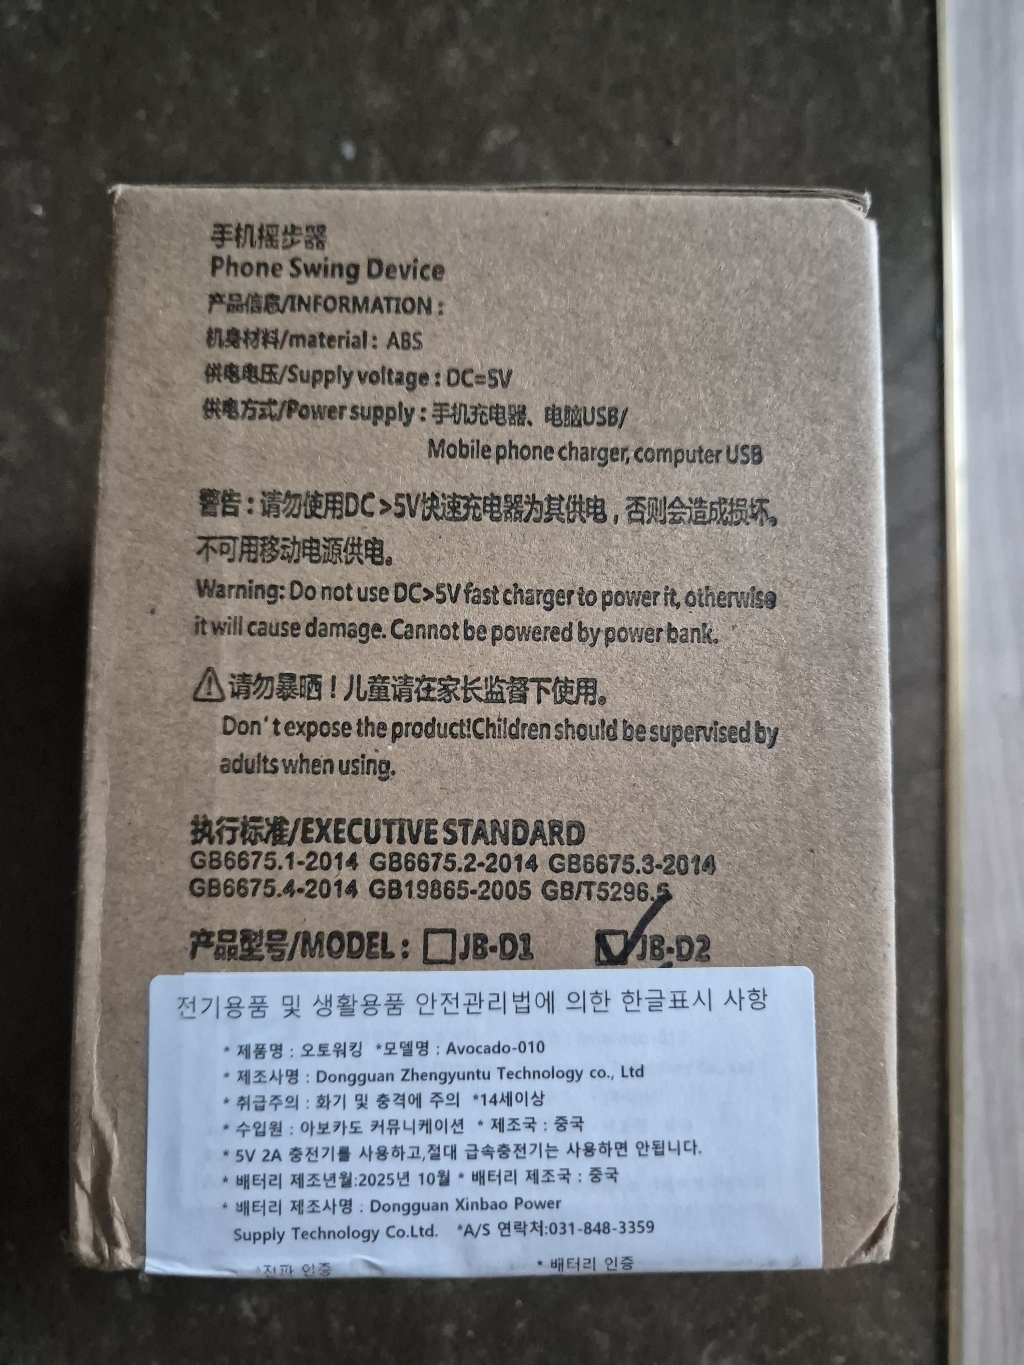 手机摇步器
Phone Swing Device
产品信息/INFORMATION:
机身材料/material: ABS
供电电压/Supply voltage: DC=5V
供电方式/Power supply: 手机充电器、电脑USB/
Mobile phone charger, computer USB
警告:请勿使用DC>5V快速充电器为其供电,否则会造成损坏。
不可用移动电源供电。
Warning: Do not use DC>5V fast charger to power it, otherwise
it will cause damage. Cannot be powered by power bank.
请勿暴晒!儿童请在家长监督下使用。
Don't expose the product!Children should be supervised by
adults when using.
执行标准/EXECUTIVE STANDARD
GB6675.1-2014 GB6675.2-2014 GB6675.3-2014
GB6675.4-2014 GB19865-2005 GB/T5296.5
产品型号/MODEL: JB-D1 JB-D2
전기용품 및 생활용품 안전관리법에 의한 한글표시 사항
* 제품명 : 오토워킹 *모델명 : Avocado-010
* 제조사명 : Dongguan Zhengyuntu Technology co., Ltd
* 취급주의 : 화기 및 충격에 주의 *14세이상
* 수입원 : 아보카도 커뮤니케이션 * 제조국 : 중국
* 5V 2A 충전기를 사용하고,절대 급속충전기는 사용하면 안됩니다.
* 배터리 제조년월:2025년 10월 * 배터리 제조국 : 중국
* 배터리 제조사명 : Dongguan Xinbao Power
Supply Technology Co.Ltd. *A/S 연락처:031-848-3359
*전파 인증 * 배터리 인증